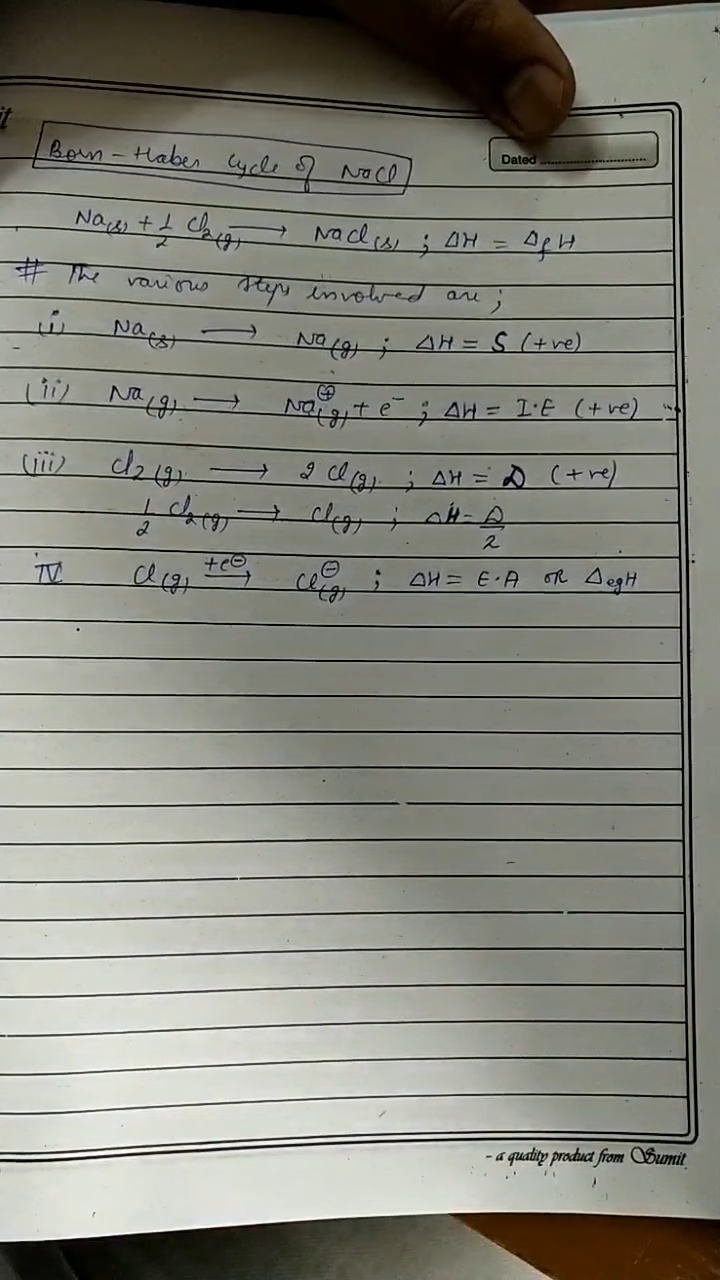 it
Born-Haber Cycle of NaCl
Dated
Na(s) + 1/2 Cl2(g) → NaCl(s) ; ΔH = ΔfH
# The various steps involved are ;
(i) Na(s) → Na(g) ; ΔH = S (+ve)
(ii) Na(g) → Na⊕(g) + e⁻ ; ΔH = I.E (+ve)
(iii) Cl2(g) → 2Cl(g) ; ΔH = D (+ve)
1/2 Cl2(g) → Cl(g) ; ΔH = D/2
IV Cl(g) +e⊖→ Cl⊖(g) ; ΔH = E.A OR ΔegH
- a quality product from Sumit